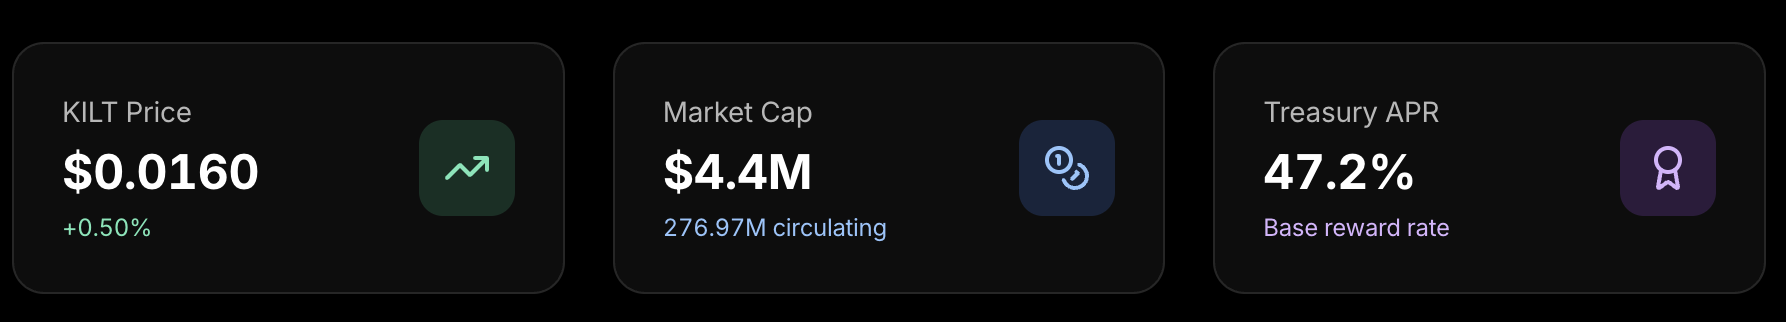 KILT Price
$0.0160
+0.50%
Market Cap
$4.4M
276.97M circulating
Treasury APR
47.2%
Base reward rate